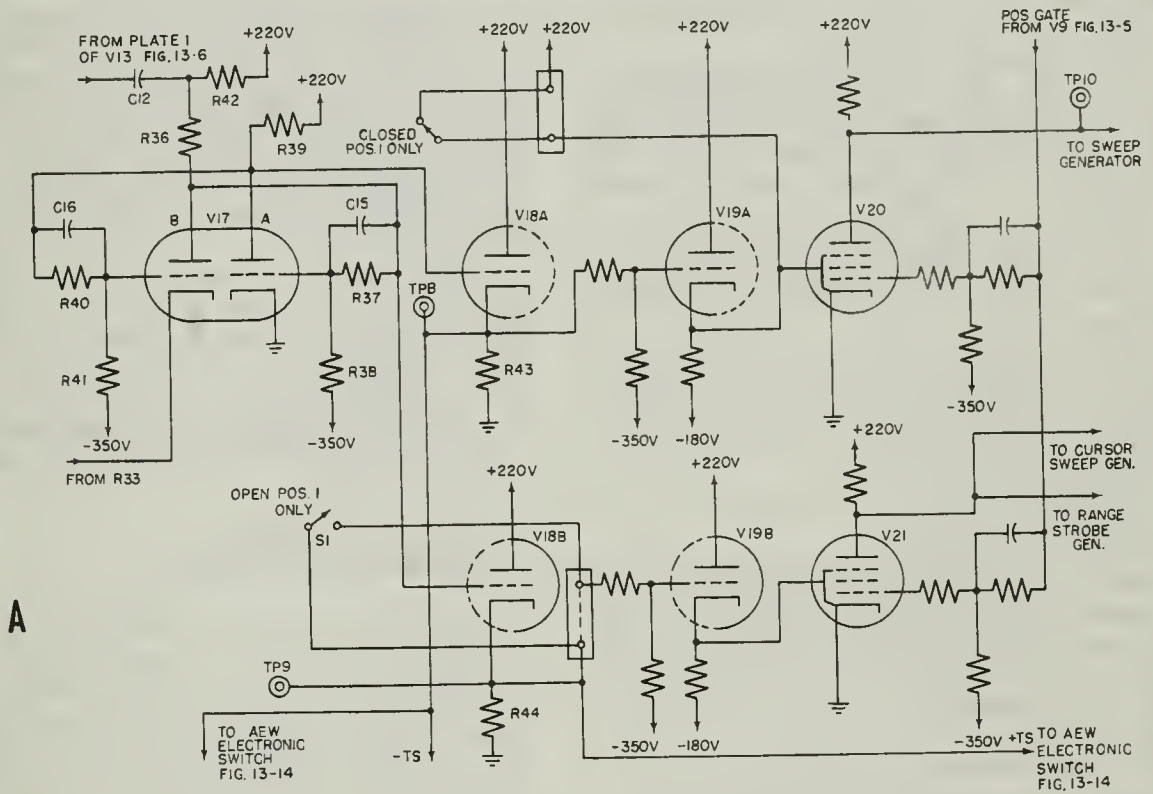 FROM PLATE 1
OF V13 FIG. 13-6
C12
R42
+220V
+220V
R36
R39
C16
B V17 A
C15
R40
R37
R41
R38
-350V
-350V
FROM R33
+220V
+220V
CLOSED
POS. 1 ONLY
V18A
TP8
R43
+220V
V19A
-350V
-180V
+220V
V20
POS GATE
FROM V9 FIG. 13-5
TP10
TO SWEEP
GENERATOR
-350V
OPEN POS. 1
ONLY
S1
+220V
V18B
TP9
R44
TO AEW
ELECTRONIC
SWITCH
FIG. 13-14
-TS
+220V
V19B
-350V
-180V
+220V
V21
TO CURSOR
SWEEP GEN.
TO RANGE
STROBE
GEN.
-350V
+TS
TO AEW
ELECTRONIC
SWITCH
FIG. 13-14
A